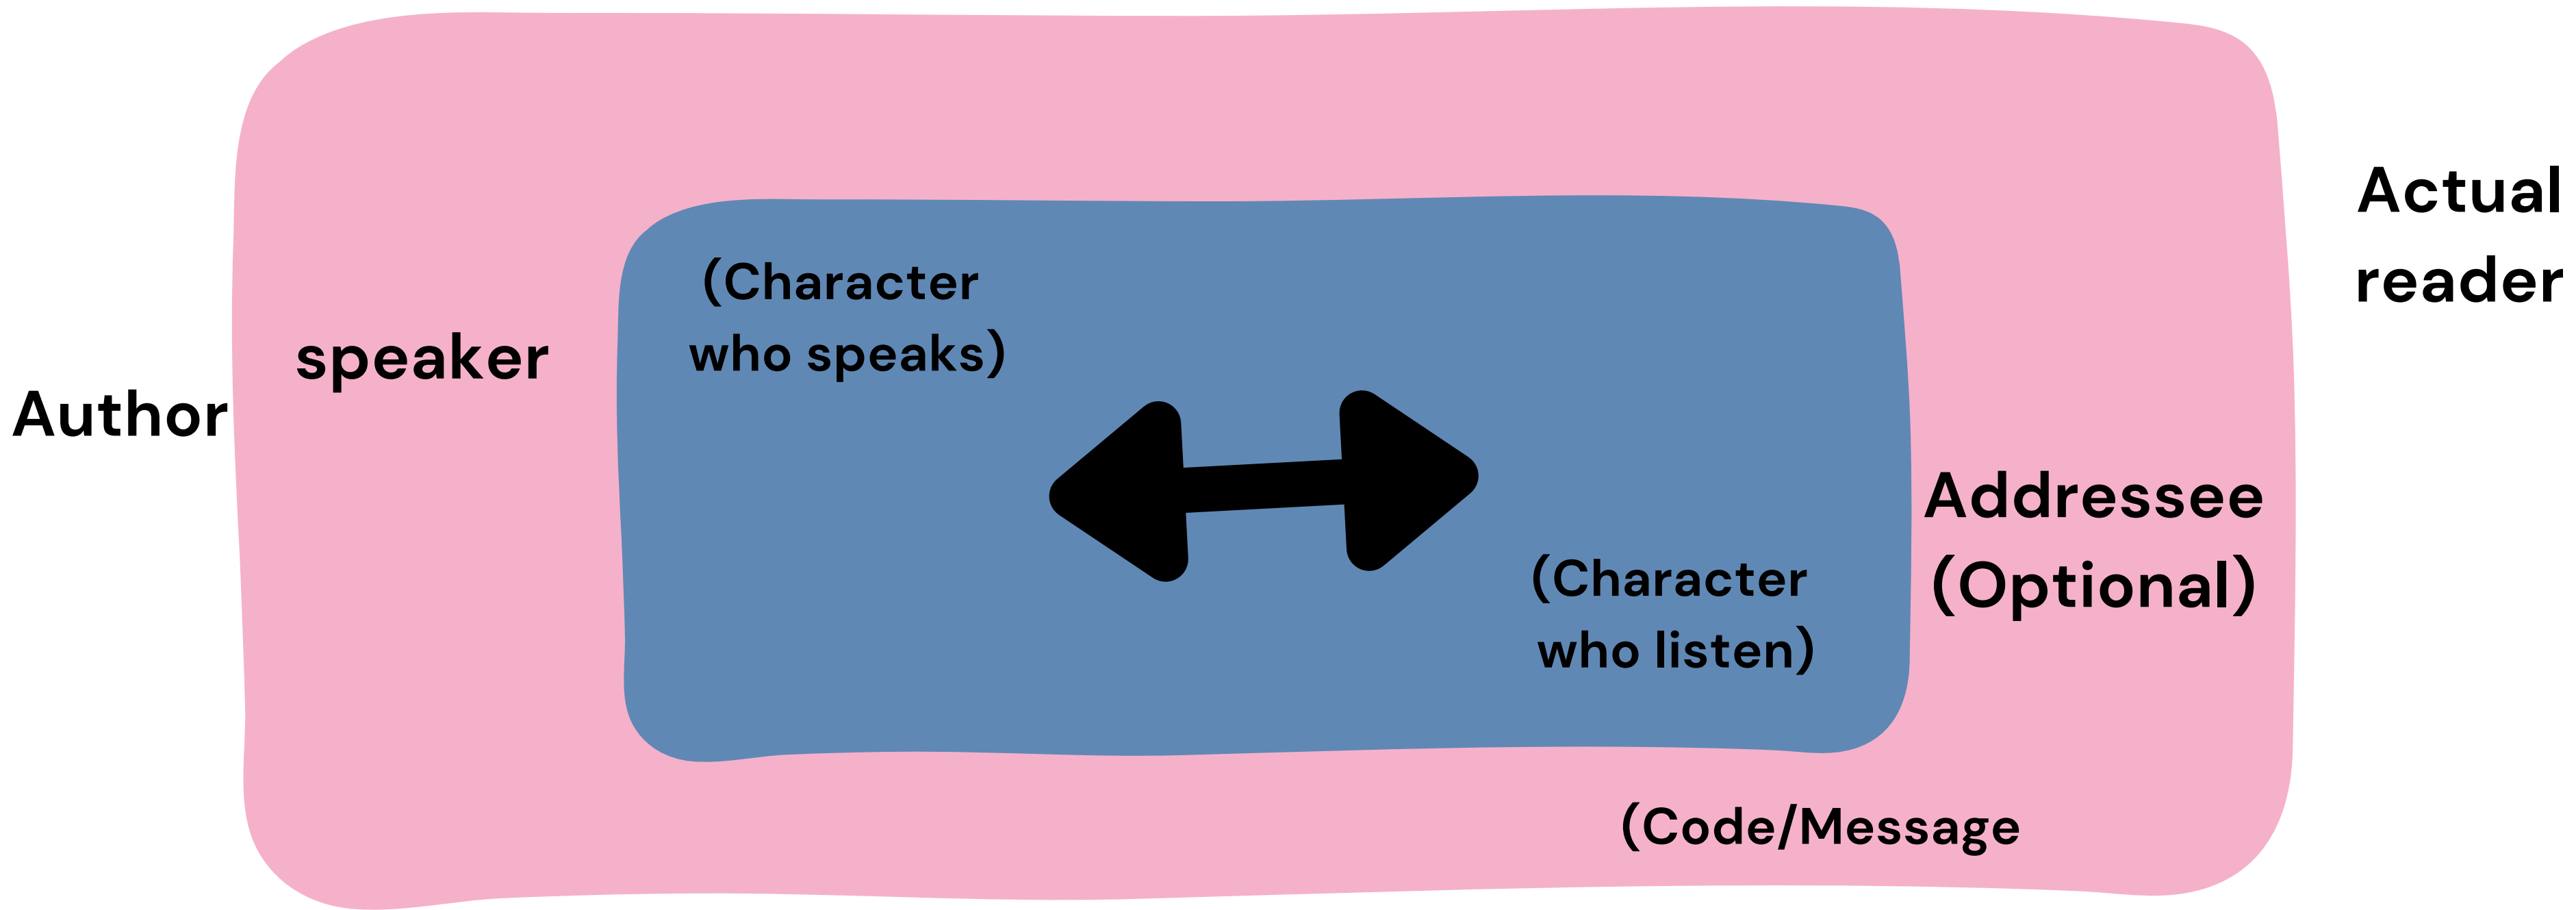 Author
speaker
(Character
who speaks)
(Character
who listen)
Addressee
(Optional)
Actual
reader
(Code/Message